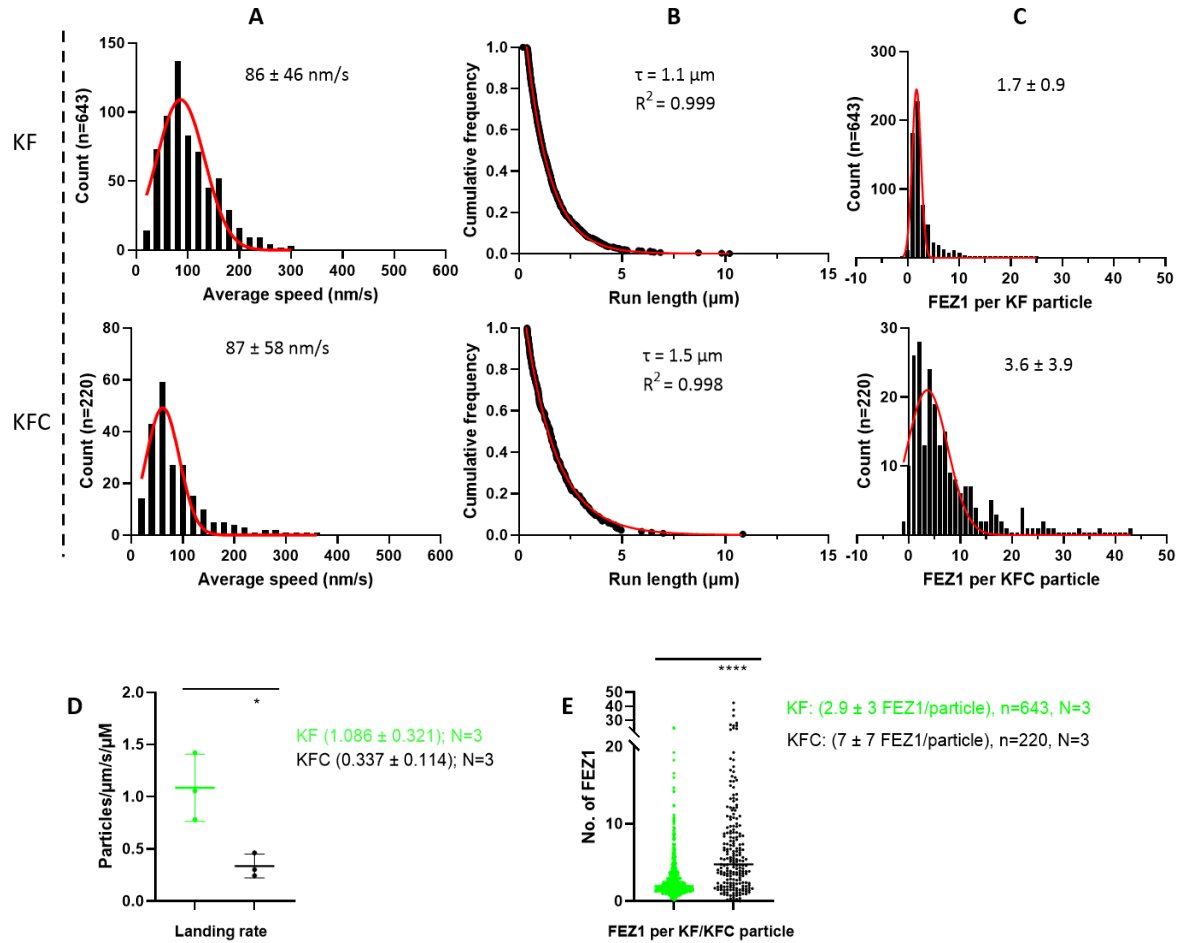 A
B
C
KF
150
100
50
0
Count (n=643)
86 ± 46 nm/s
0 100 200 300 400 500 600
Average speed (nm/s)
1.0
0.8
0.6
0.4
0.2
0.0
Cumulative frequency
τ = 1.1 μm
R² = 0.999
0 5 10 15
Run length (μm)
300
200
100
0
Count (n=643)
1.7 ± 0.9
-10 0 10 20 30 40 50
FEZ1 per KF particle
KFC
80
60
40
20
0
Count (n=220)
87 ± 58 nm/s
0 100 200 300 400 500 600
Average speed (nm/s)
1.0
0.8
0.6
0.4
0.2
0.0
Cumulative frequency
τ = 1.5 μm
R² = 0.998
0 5 10 15
Run length (μm)
30
20
10
Count (n=220)
3.6 ± 3.9
-10 0 10 20 30 40 50
FEZ1 per KFC particle
D
2.0
1.5
1.0
0.5
0.0
Particles/μm/s/μM
*
KF (1.086 ± 0.321); N=3
KFC (0.337 ± 0.114); N=3
Landing rate
E
50
40
30
20
10
0
No. of FEZ1
****
KF: (2.9 ± 3 FEZ1/particle), n=643, N=3
KFC: (7 ± 7 FEZ1/particle), n=220, N=3
FEZ1 per KF/KFC particle